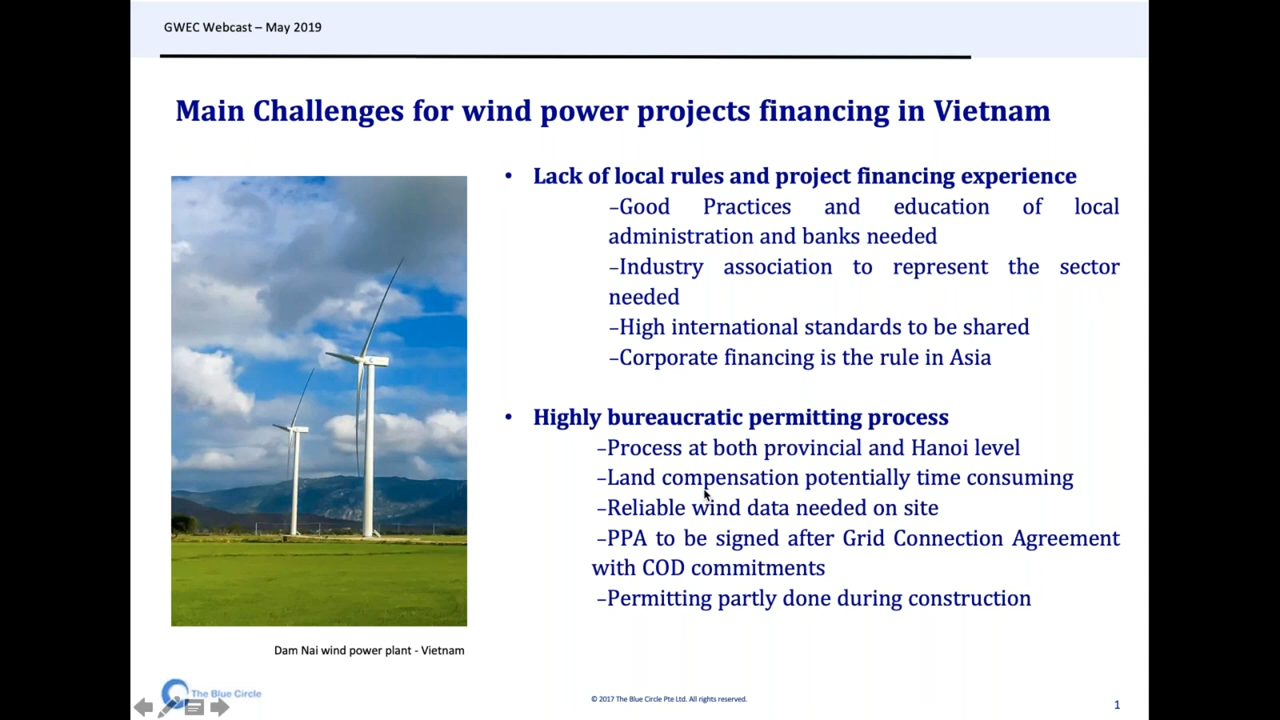 GWEC Webcast – May 2019
Main Challenges for wind power projects financing in Vietnam
• Lack of local rules and project financing experience
–Good Practices and education of local
administration and banks needed
–Industry association to represent the sector
needed
–High international standards to be shared
–Corporate financing is the rule in Asia
• Highly bureaucratic permitting process
–Process at both provincial and Hanoi level
–Land compensation potentially time consuming
–Reliable wind data needed on site
–PPA to be signed after Grid Connection Agreement
with COD commitments
–Permitting partly done during construction
Dam Nai wind power plant - Vietnam
The Blue Circle
© 2017 The Blue Circle Pte Ltd. All rights reserved.
1